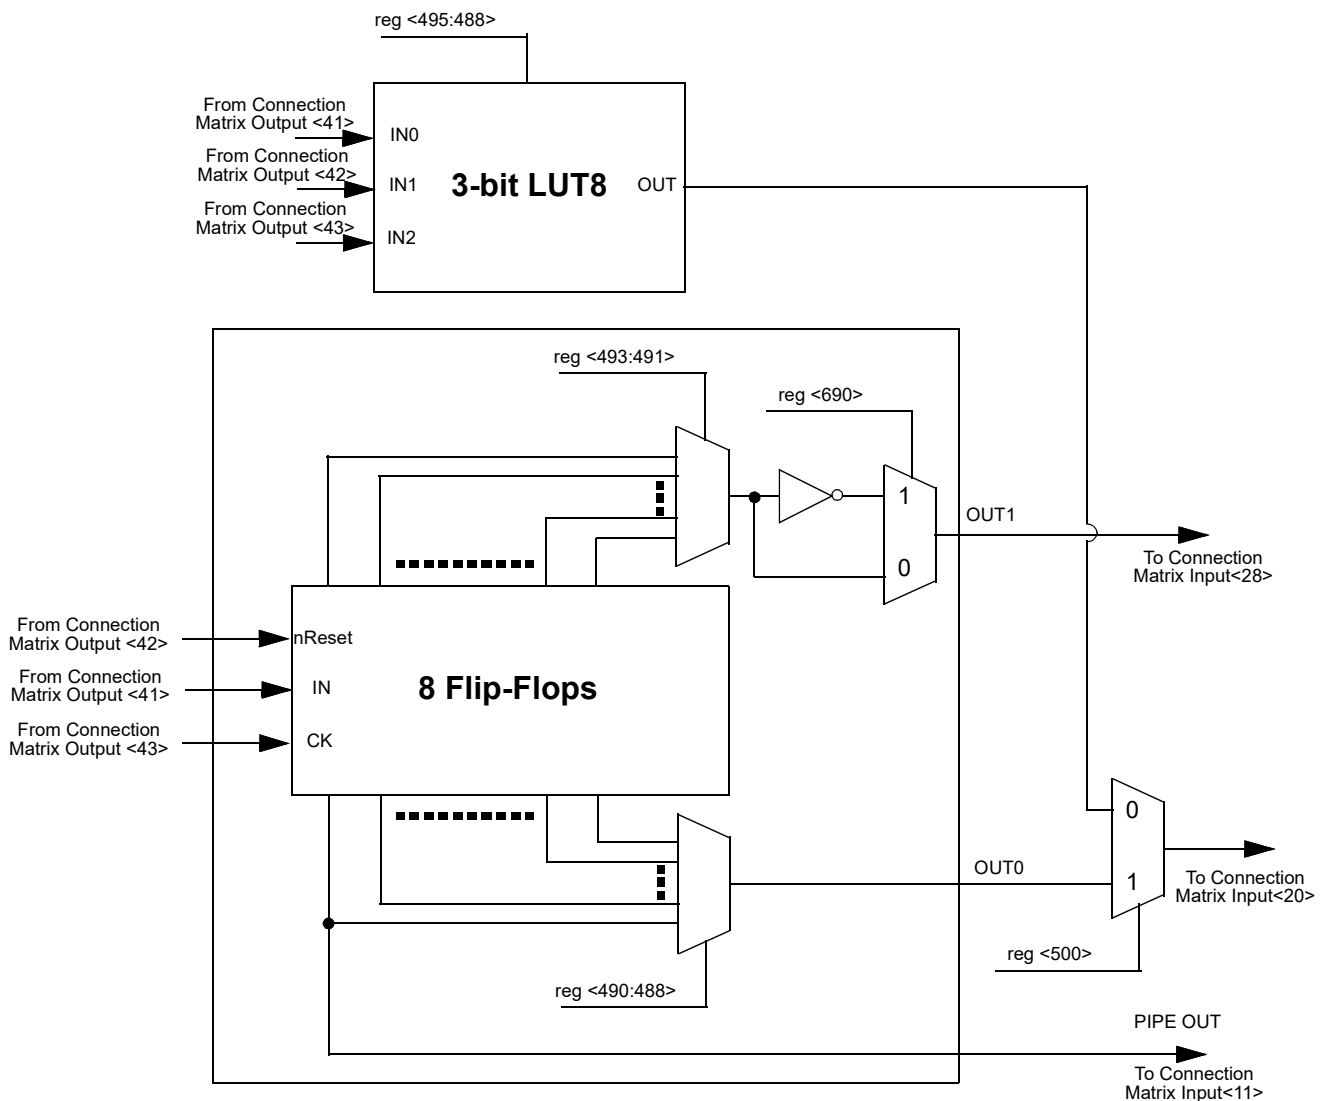 reg <495:488>
From Connection
Matrix Output <41>
IN0
From Connection
Matrix Output <42>
IN1
3-bit LUT8
OUT
From Connection
Matrix Output <43>
IN2
reg <493:491>
reg <690>
1
OUT1
0
To Connection
Matrix Input<28>
From Connection
Matrix Output <42>
nReset
From Connection
Matrix Output <41>
IN
8 Flip-Flops
From Connection
Matrix Output <43>
CK
0
OUT0
1
To Connection
Matrix Input<20>
reg <500>
reg <490:488>
PIPE OUT
To Connection
Matrix Input<11>